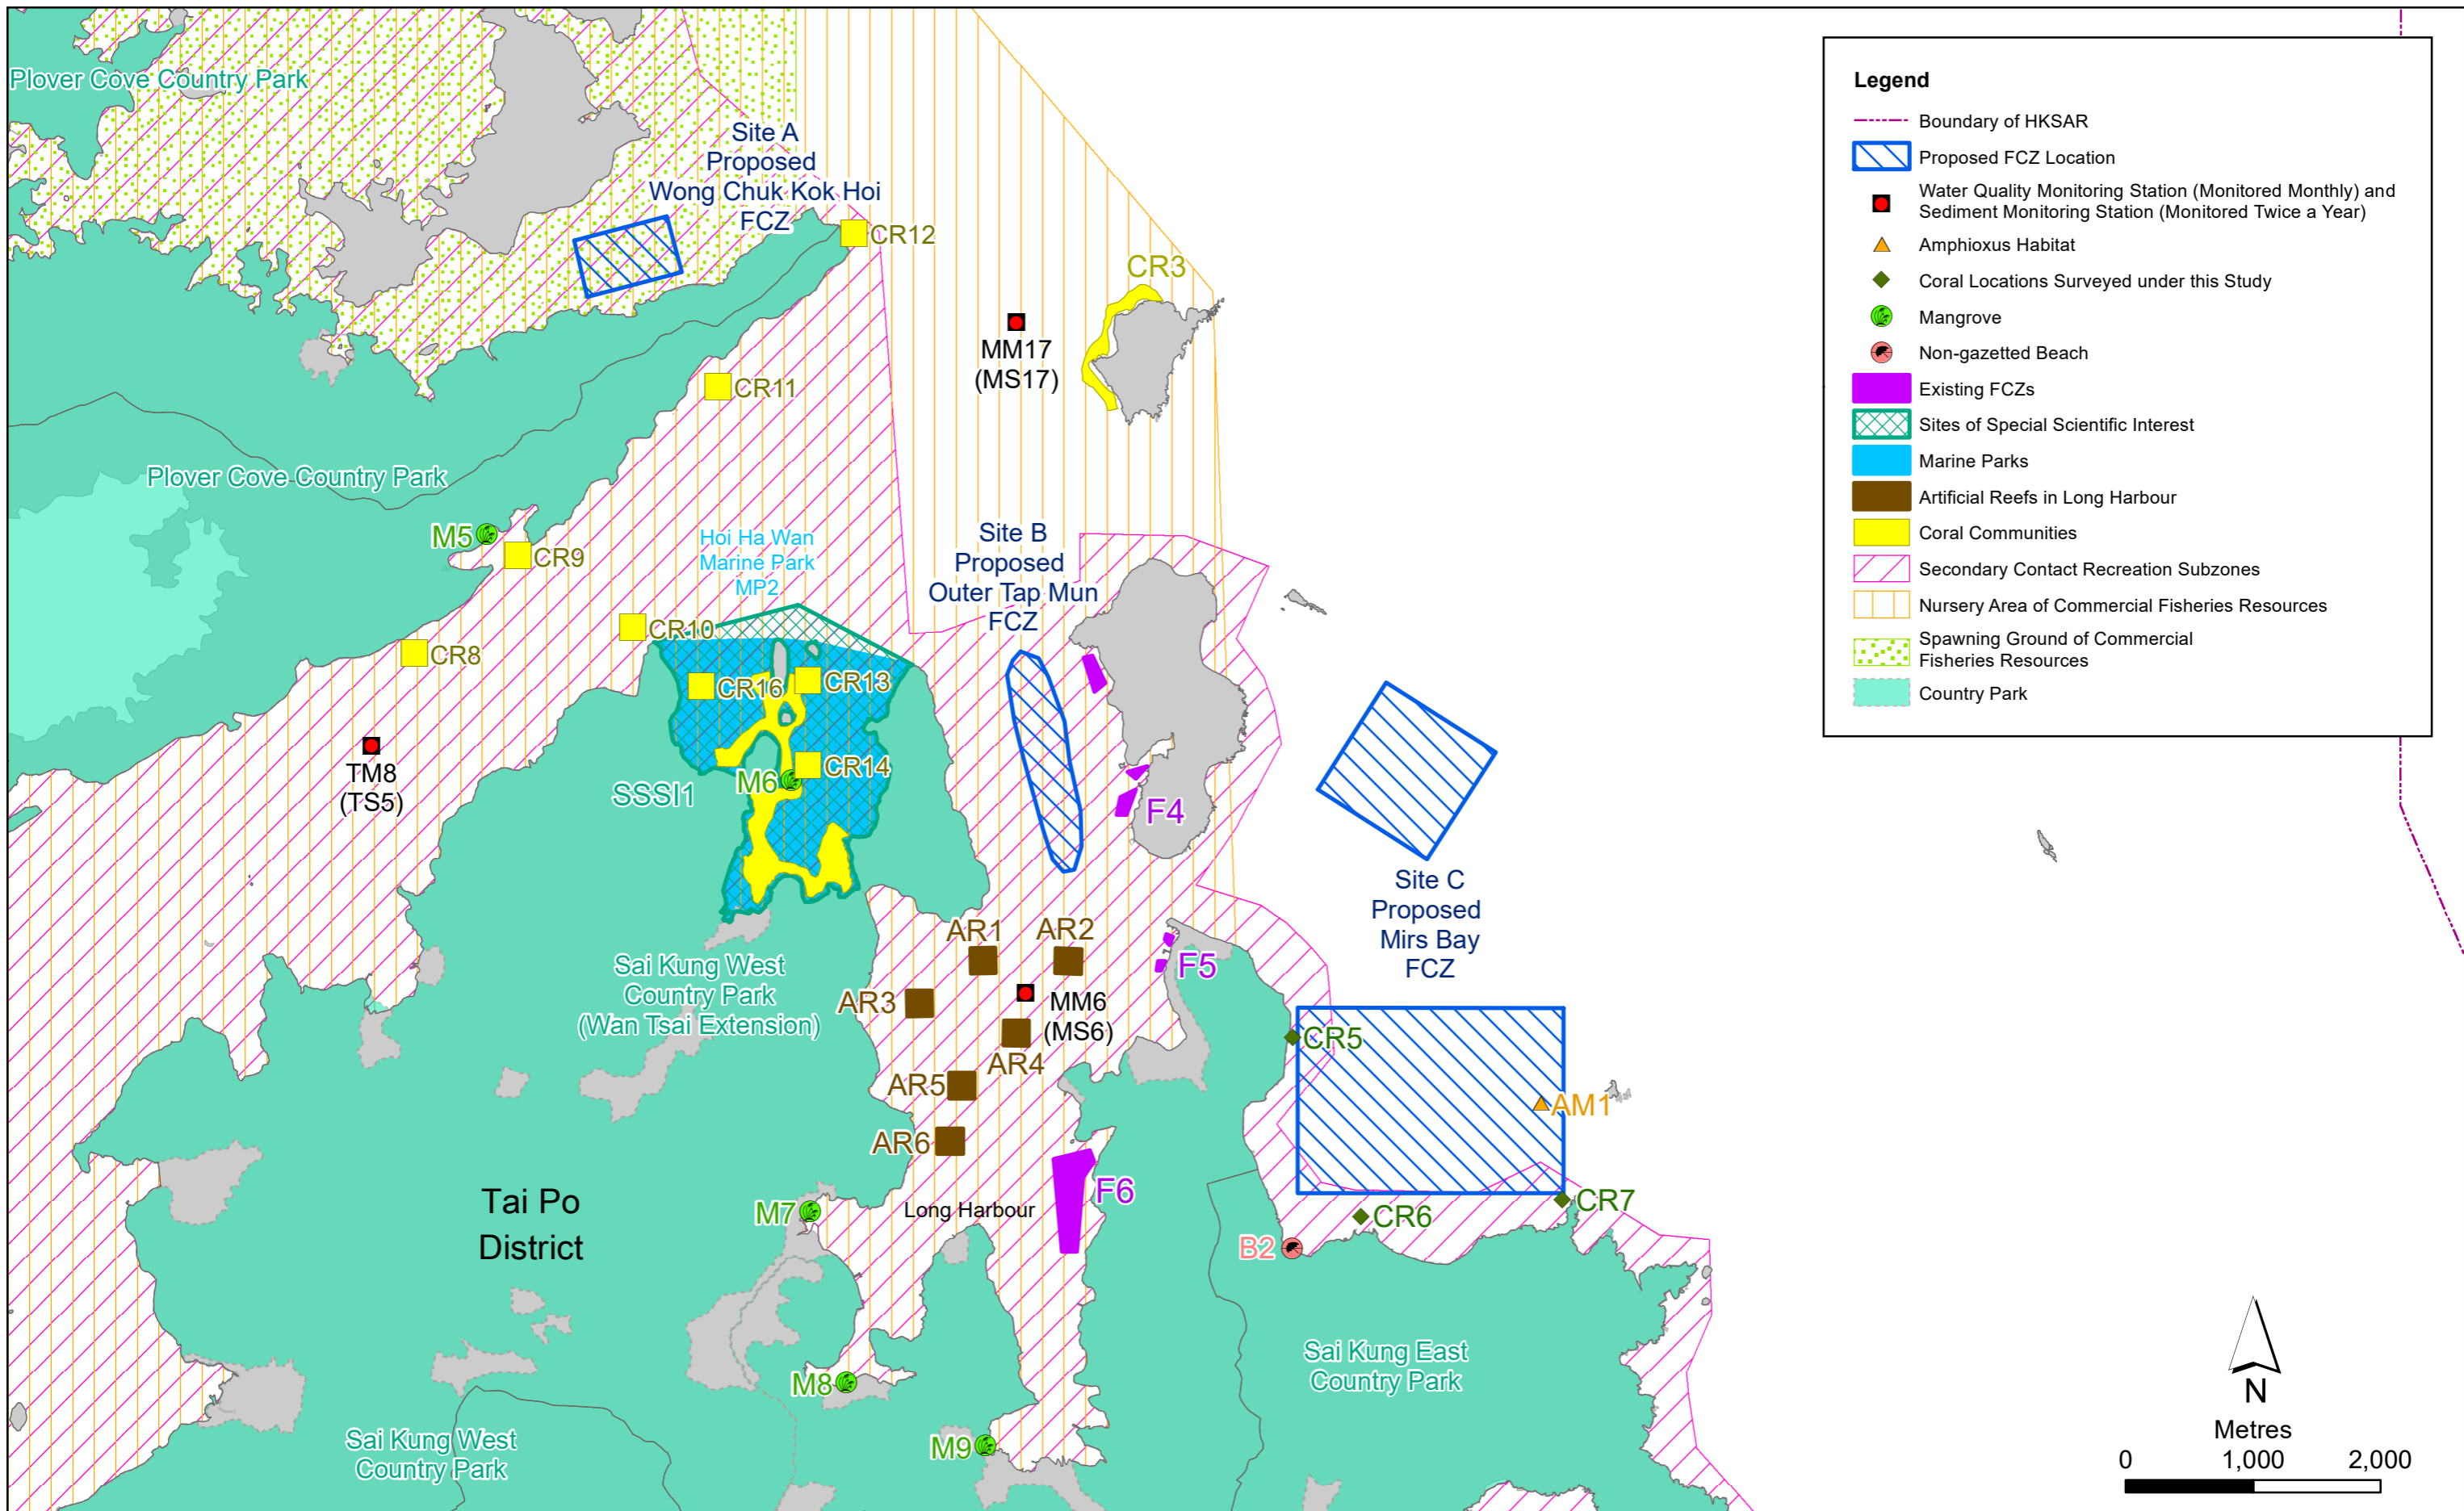 Plover Cove Country Park
Site A
Proposed
Wong Chuk Kok Hoi
FCZ
CR12
CR3
MM17
(MS17)
CR11
Plover Cove Country Park
M5
CR9
Hoi Ha Wan
Marine Park
MP2
Site B
Proposed
Outer Tap Mun
FCZ
CR10
CR8
CR16
CR13
TM8
(TS5)
SSSI1
M6
CR14
F4
Site C
Proposed
Mirs Bay
FCZ
AR1
AR2
F5
Sai Kung West
Country Park
(Wan Tsai Extension)
AR3
MM6
(MS6)
AR4
CR5
AR5
AM1
AR6
F6
Tai Po
District
M7
Long Harbour
CR6
CR7
B2
M8
Sai Kung East
Country Park
M9
Sai Kung West
Country Park
Legend
Boundary of HKSAR
Proposed FCZ Location
Water Quality Monitoring Station (Monitored Monthly) and
Sediment Monitoring Station (Monitored Twice a Year)
Amphioxus Habitat
Coral Locations Surveyed under this Study
Mangrove
Non-gazetted Beach
Existing FCZs
Sites of Special Scientific Interest
Marine Parks
Artificial Reefs in Long Harbour
Coral Communities
Secondary Contact Recreation Subzones
Nursery Area of Commercial Fisheries Resources
Spawning Ground of Commercial
Fisheries Resources
Country Park
N
Metres
0 1,000 2,000